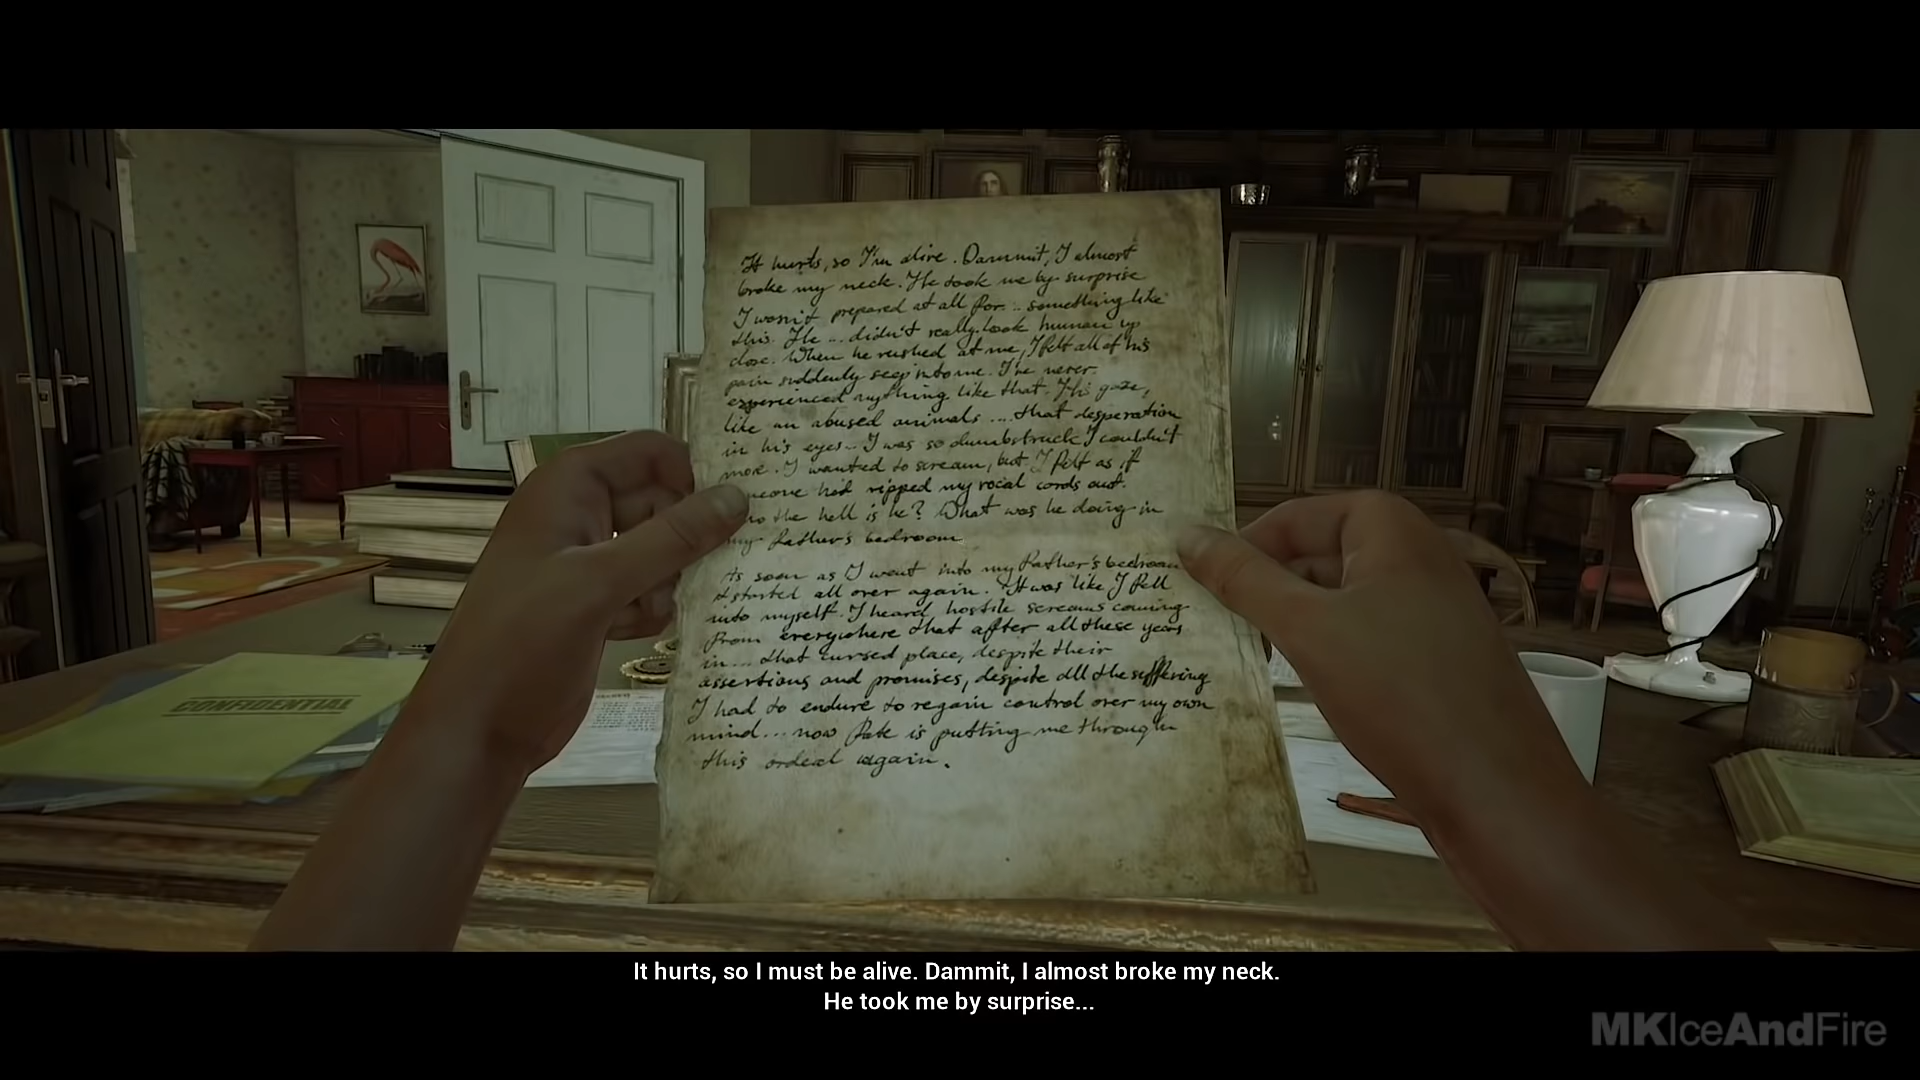 It hurts, so I'm alive. Dammit, I almost
broke my neck. He took me by surprise
I wasn't prepared at all for... something like
this. He ... didn't really look human up
close. When he rushed at me, I felt all of his
pain suddenly seep into me. I've never
experienced anything like that. His gaze,
like an abused animals .... that desperation
in his eyes... I was so dumbstruck I couldn't
move. I wanted to scream, but I felt as if
someone had ripped my vocal cords out.
who the hell is he? What was he doing in
my father's bedroom
As soon as I went into my father's bedroom
it started all over again. It was like I fell
into myself. I heard hostile screams coming
from everywhere that after all these years
in... that cursed place, despite their
assertions and promises, despite all the suffering
I had to endure to regain control over my own
mind... now fate is putting me through
this ordeal again.
CONFIDENTIAL
It hurts, so I must be alive. Dammit, I almost broke my neck.
He took me by surprise...
MKIceAndFire